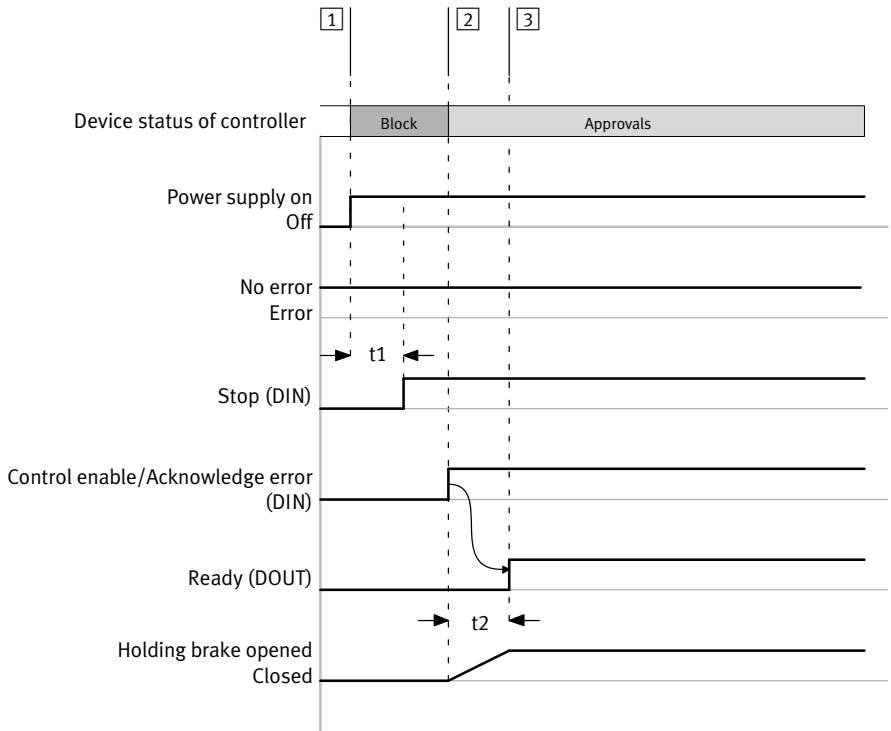 1
2
3
Device status of controller
Block
Approvals
Power supply on
Off
No error
Error
t1
Stop (DIN)
Control enable/Acknowledge error
(DIN)
Ready (DOUT)
t2
Holding brake opened
Closed